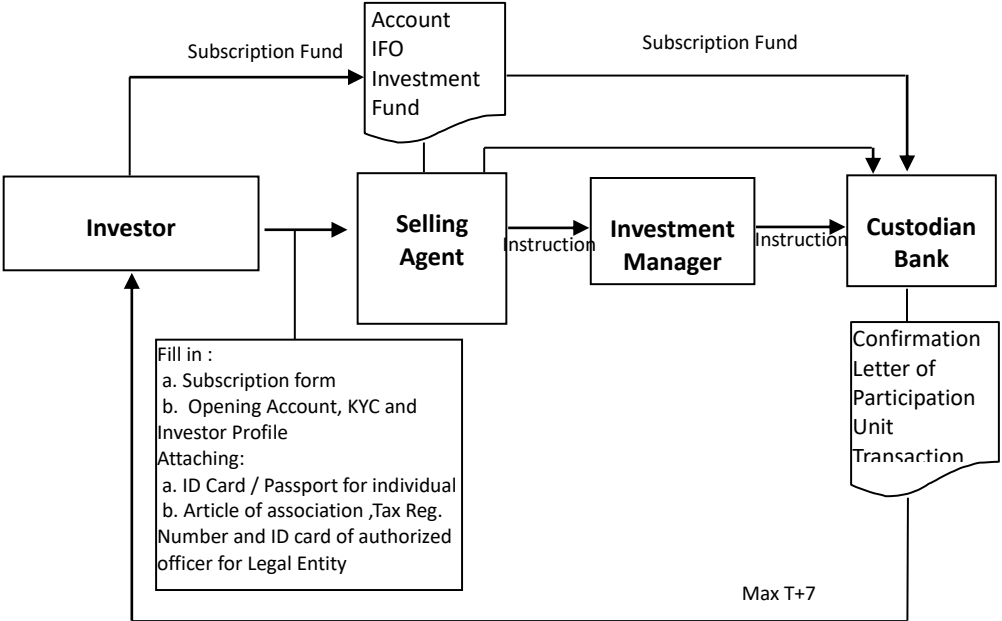 Subscription Fund
Account
IFO
Investment
Fund
Subscription Fund
Investor
Selling
Agent
Instruction
Investment
Manager
Instruction
Custodian
Bank
Fill in :
a. Subscription form
b. Opening Account, KYC and
Investor Profile
Attaching:
a. ID Card / Passport for individual
b. Article of association ,Tax Reg.
Number and ID card of authorized
officer for Legal Entity
Confirmation
Letter of
Participation
Unit
Transaction
Max T+7